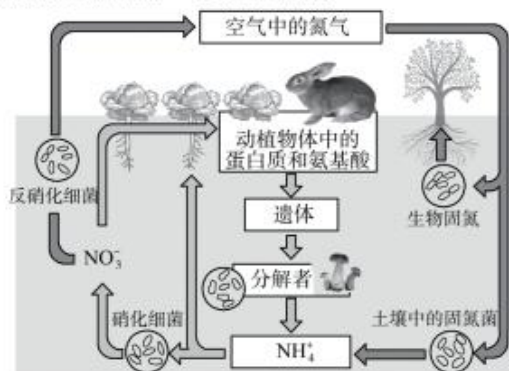 空气中的氮气
动植物体中的
蛋白质和氨基酸
反硝化细菌
生物固氮
遗体
NO₃⁻
分解者
硝化细菌
土壤中的固氮菌
NH₄⁺